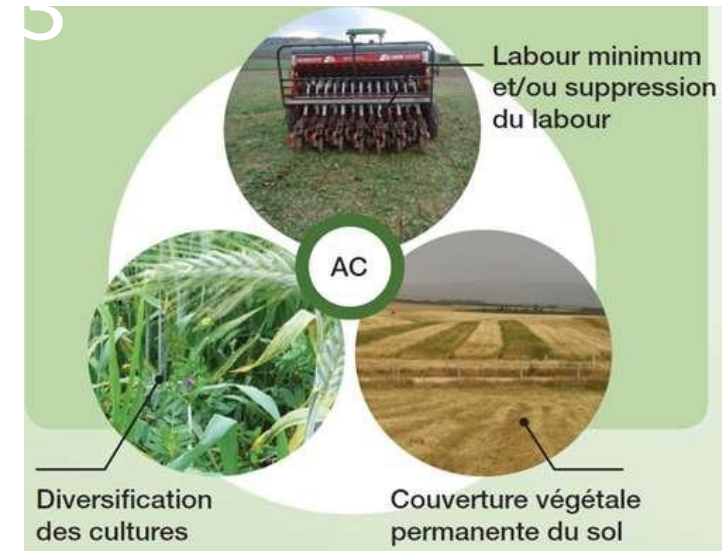 Labour minimum
et/ou suppression
du labour
AC
Diversification
des cultures
Couverture végétale
permanente du sol